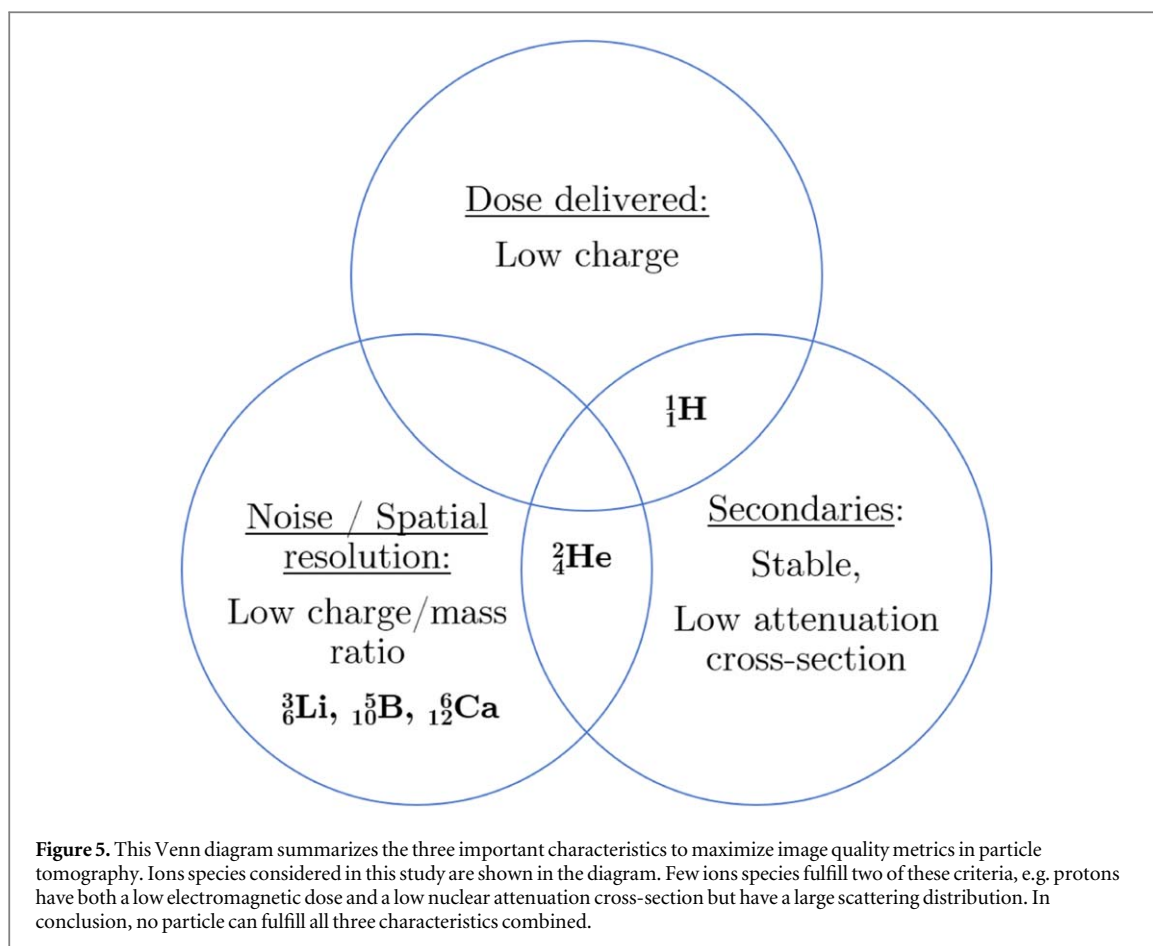 Dose delivered:
Low charge
¹₁H
Noise / Spatial
resolution:
Low charge/mass
ratio
³₆Li, ⁵₁₀B, ⁶₁₂Ca
²₄He
Secondaries:
Stable,
Low attenuation
cross-section
Figure 5. This Venn diagram summarizes the three important characteristics to maximize image quality metrics in particle
tomography. Ions species considered in this study are shown in the diagram. Few ions species fulfill two of these criteria, e.g. protons
have both a low electromagnetic dose and a low nuclear attenuation cross-section but have a large scattering distribution. In
conclusion, no particle can fulfill all three characteristics combined.